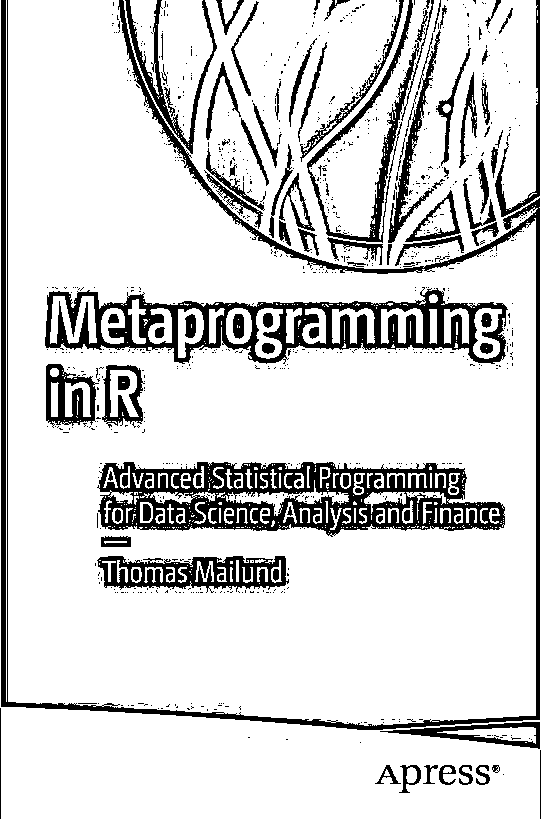 Metaprogramming
in R
Advanced Statistical Programming
for Data Science, Analysis and Finance
—
Thomas Mailund
Apress®